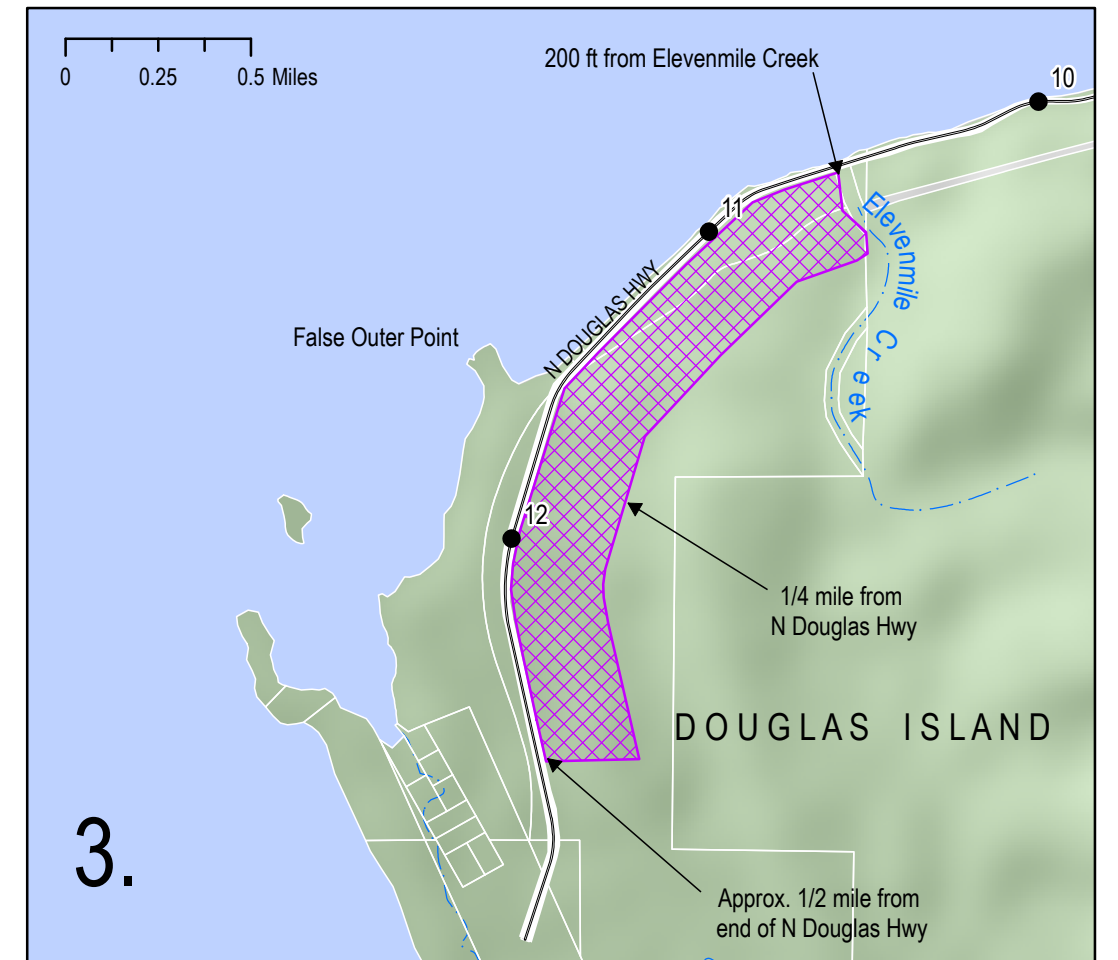 0 0.25 0.5 Miles
200 ft from Elevenmile Creek
10
11
Elevenmile Creek
N DOUGLAS HWY
False Outer Point
12
1/4 mile from
N Douglas Hwy
DOUGLAS ISLAND
3.
Approx. 1/2 mile from
end of N Douglas Hwy